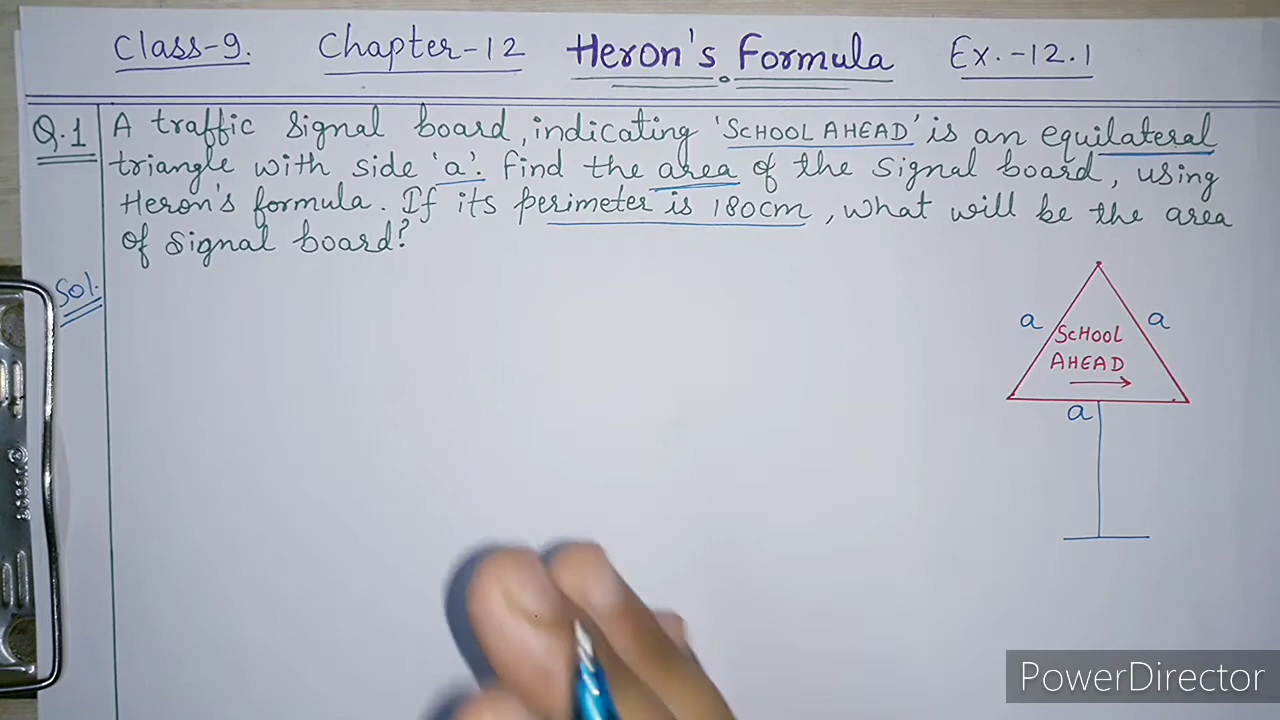 Class-9. Chapter-12 Heron's Formula Ex.-12.1
Q.1 A traffic signal board, indicating 'SCHOOL AHEAD' is an equilateral
triangle with side 'a'. Find the area of the signal board, using
Heron's formula. If its perimeter is 180cm, what will be the area
of signal board?
Sol.
a
a
SCHOOL
AHEAD
a
PowerDirector